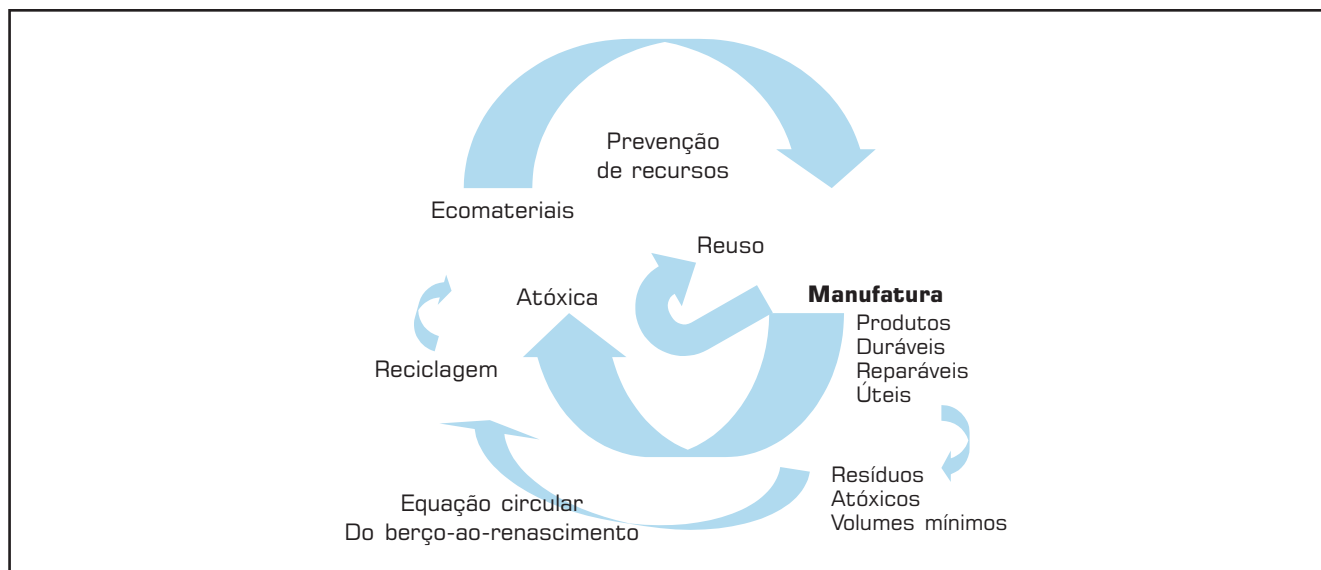 Prevenção
de recursos
Ecomateriais
Reuso
Atóxica
Manufatura
Produtos
Duráveis
Reparáveis
Úteis
Reciclagem
Resíduos
Atóxicos
Volumes mínimos
Equação circular
Do berço-ao-renascimento